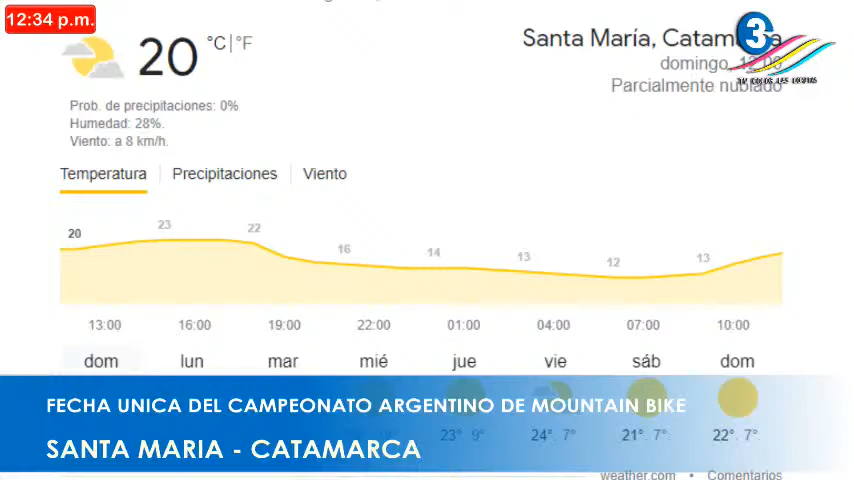 12:34 p.m.
20 °C | °F
Santa María, Catamarca
domingo, 12:00
Parcialmente nublado
3
Prob. de precipitaciones: 0%
Humedad: 28%.
Viento: a 8 km/h.
Temperatura | Precipitaciones | Viento
20 23 22 16 14 13 12 13
13:00 16:00 19:00 22:00 01:00 04:00 07:00 10:00
dom lun mar mié jue vie sáb dom
FECHA UNICA DEL CAMPEONATO ARGENTINO DE MOUNTAIN BIKE
23° 9° 24° 7° 21° 7° 22° 7°
SANTA MARIA - CATAMARCA
weather.com • Comentarios